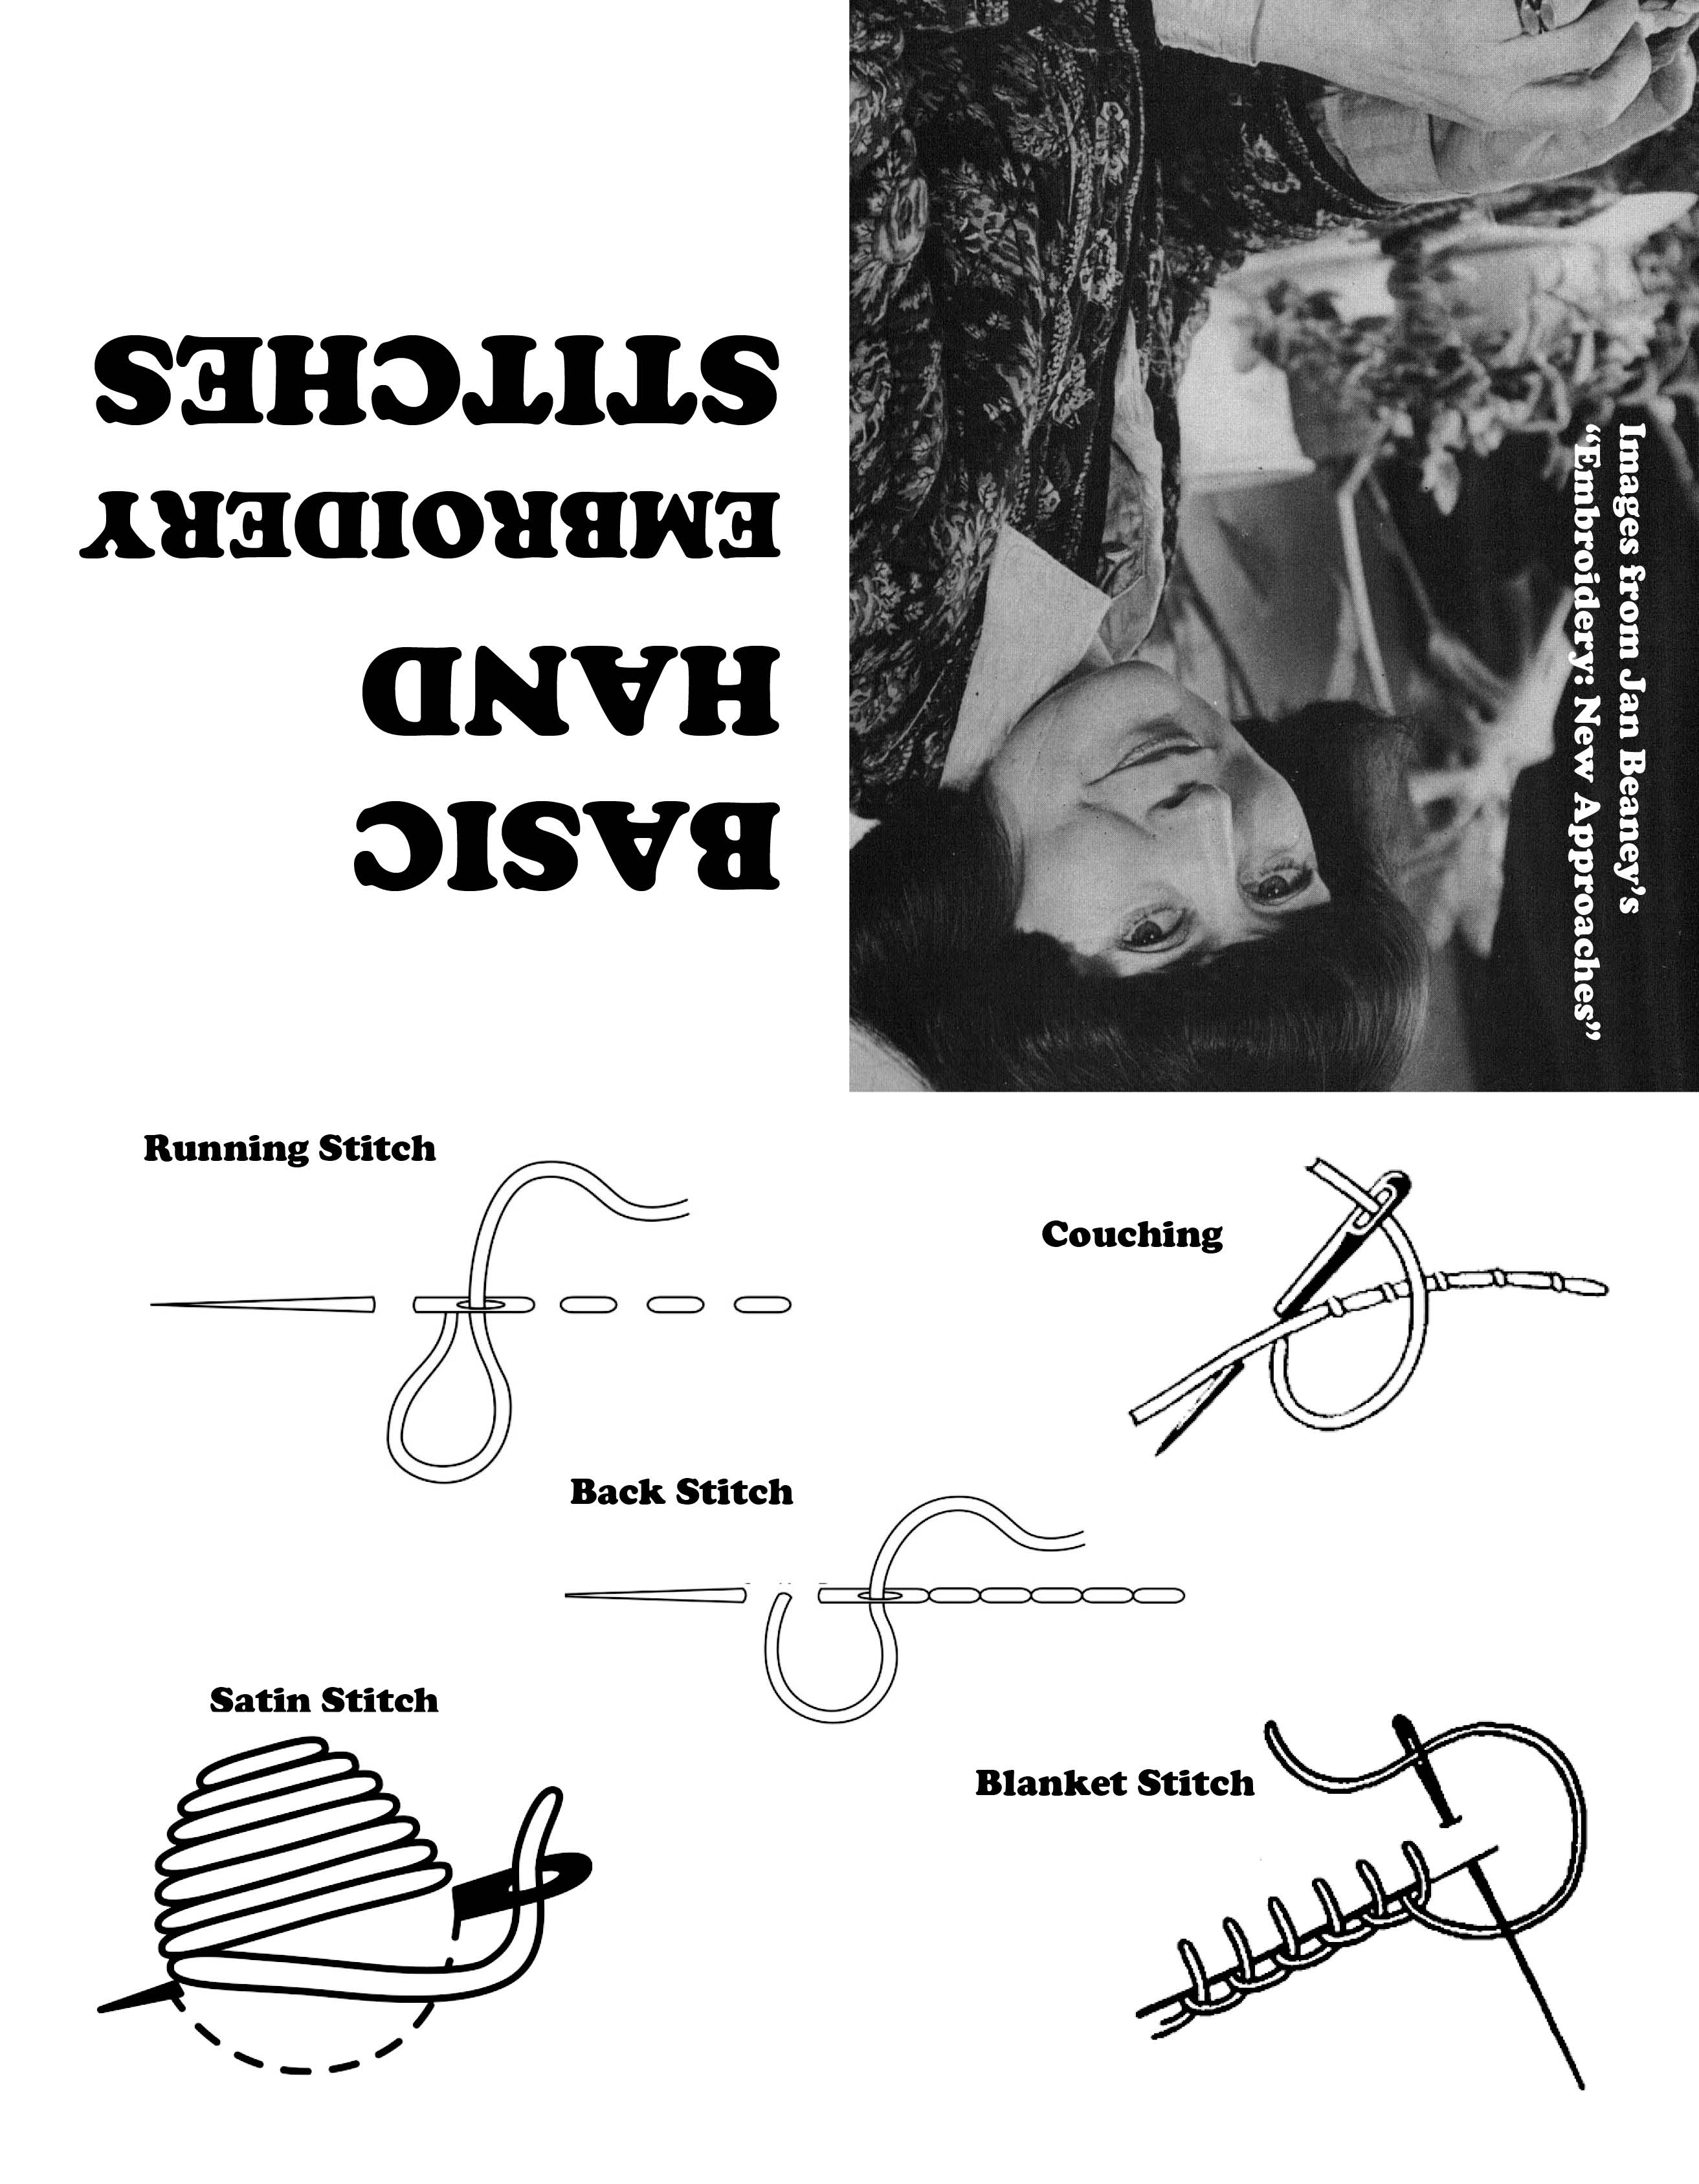 BASIC
HAND
EMBROIDERY
STITCHES
Images from Jan Beaney’s
“Embroidery: New Approaches”
Running Stitch
Couching
Back Stitch
Satin Stitch
Blanket Stitch